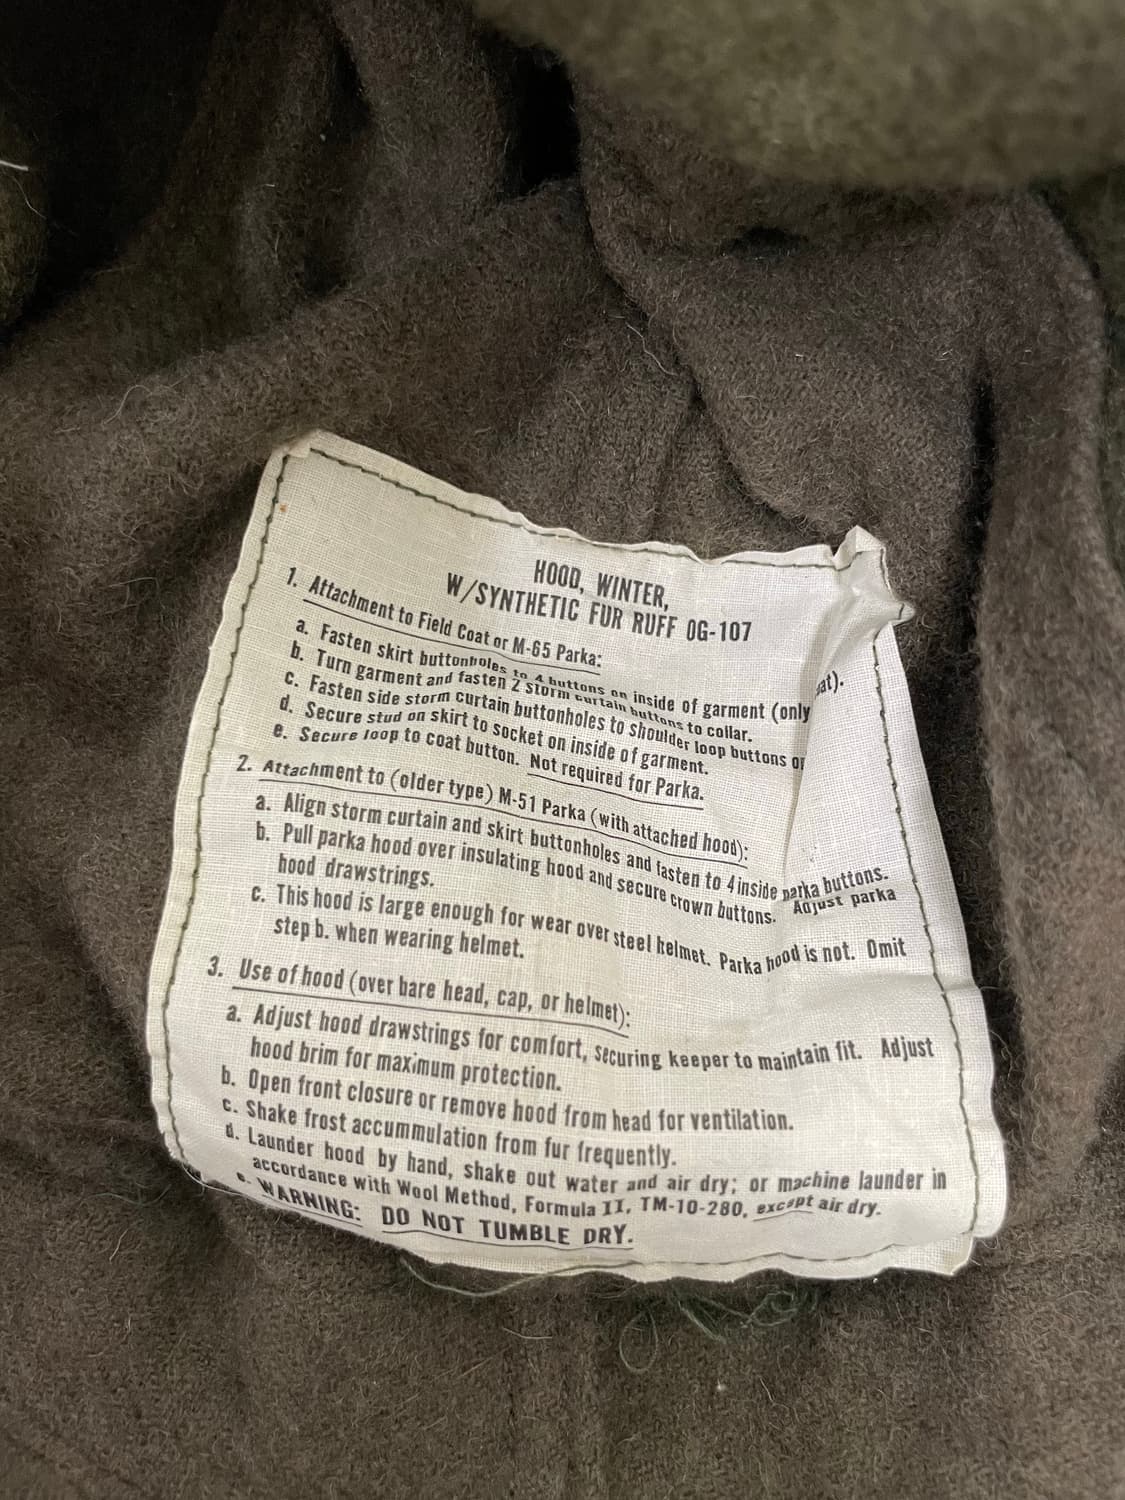 HOOD, WINTER,
W/SYNTHETIC FUR RUFF OG-107
1. Attachment to Field Coat or M-65 Parka:
a. Fasten skirt buttonholes to 4 buttons on inside of garment (only
b. Turn garment and fasten 2 storm curtain buttons to collar.
c. Fasten side storm curtain buttonholes to shoulder loop buttons
d. Secure stud on skirt to socket on inside of garment.
e. Secure loop to coat button. Not required for Parka.
2. Attachment to (older type) M-51 Parka (with attached hood):
a. Align storm curtain and skirt buttonholes and fasten to 4 inside parka buttons.
b. Pull parka hood over insulating hood and secure crown buttons. Adjust parka
hood drawstrings.
c. This hood is large enough for wear over steel helmet. Parka hood is not. Omit
step b. when wearing helmet.
3. Use of hood (over bare head, cap, or helmet):
a. Adjust hood drawstrings for comfort, securing keeper to maintain fit. Adjust
hood brim for maximum protection.
b. Open front closure or remove hood from head for ventilation.
c. Shake frost accummulation from fur frequently.
d. Launder hood by hand, shake out water and air dry; or machine launder in
accordance with Wool Method, Formula II, TM-10-280, except air dry.
e. WARNING: DO NOT TUMBLE DRY.